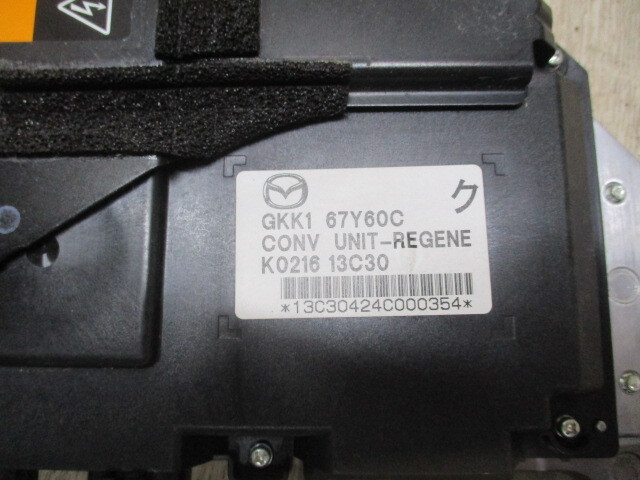 GKK1 67Y60C ク
CONV UNIT-REGENE
K0216 13C30
*13C30424C000354*